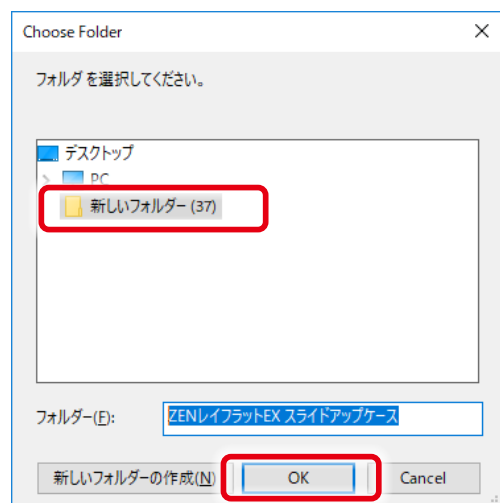 Choose Folder
フォルダ を選択してください。
デスクトップ
PC
新しいフォルダー (37)
フォルダー(F):
ZENレイフラットEX スライドアップケース
新しいフォルダーの作成(N)
OK
Cancel